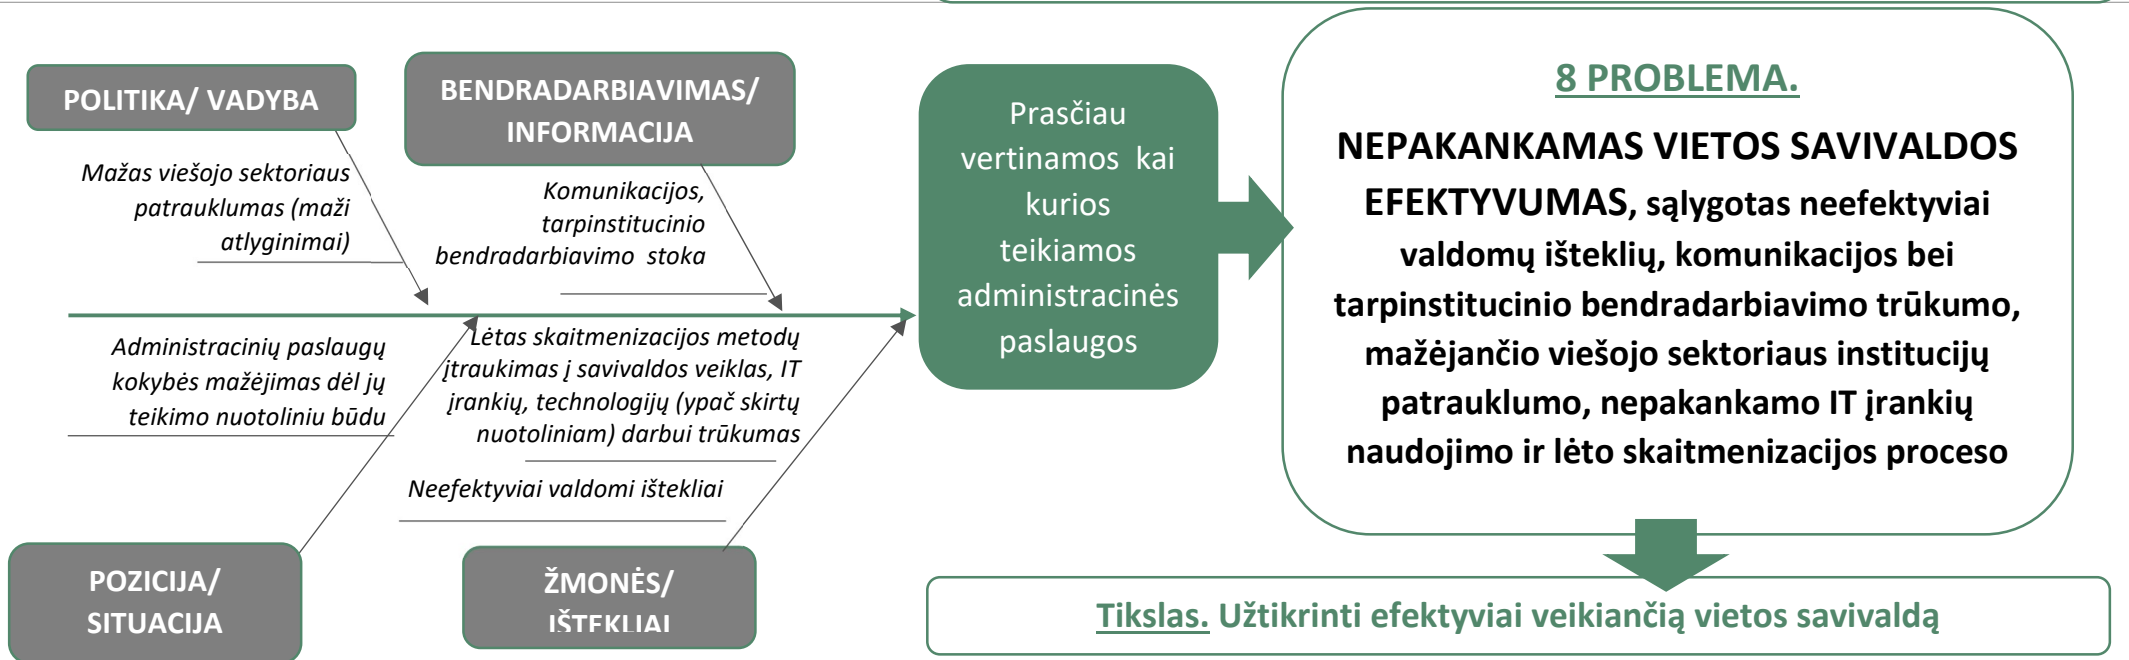 POLITIKA/ VADYBA
Mažas viešojo sektoriaus
patrauklumas (maži
atlyginimai)
BENDRADARBIAVIMAS/
INFORMACIJA
Komunikacijos,
tarpinstitucinio
bendradarbiavimo stoka
Administracinių paslaugų
kokybės mažėjimas dėl jų
teikimo nuotoliniu būdu
Lėtas skaitmenizacijos metodų
įtraukimas į savivaldos veiklas, IT
įrankių, technologijų (ypač skirtų
nuotoliniam) darbui trūkumas
Neefektyviai valdomi ištekliai
POZICIJA/
SITUACIJA
ŽMONĖS/
IŠTEKLIAI
Prasčiau
vertinamos kai
kurios
teikiamos
administracinės
paslaugos
8 PROBLEMA.
NEPAKANKAMAS VIETOS SAVIVALDOS
EFEKTYVUMAS, sąlygotas neefektyviai
valdomų išteklių, komunikacijos bei
tarpinstitucinio bendradarbiavimo trūkumo,
mažėjančio viešojo sektoriaus institucijų
patrauklumo, nepakankamo IT įrankių
naudojimo ir lėto skaitmenizacijos proceso
Tikslas. Užtikrinti efektyviai veikiančią vietos savivaldą